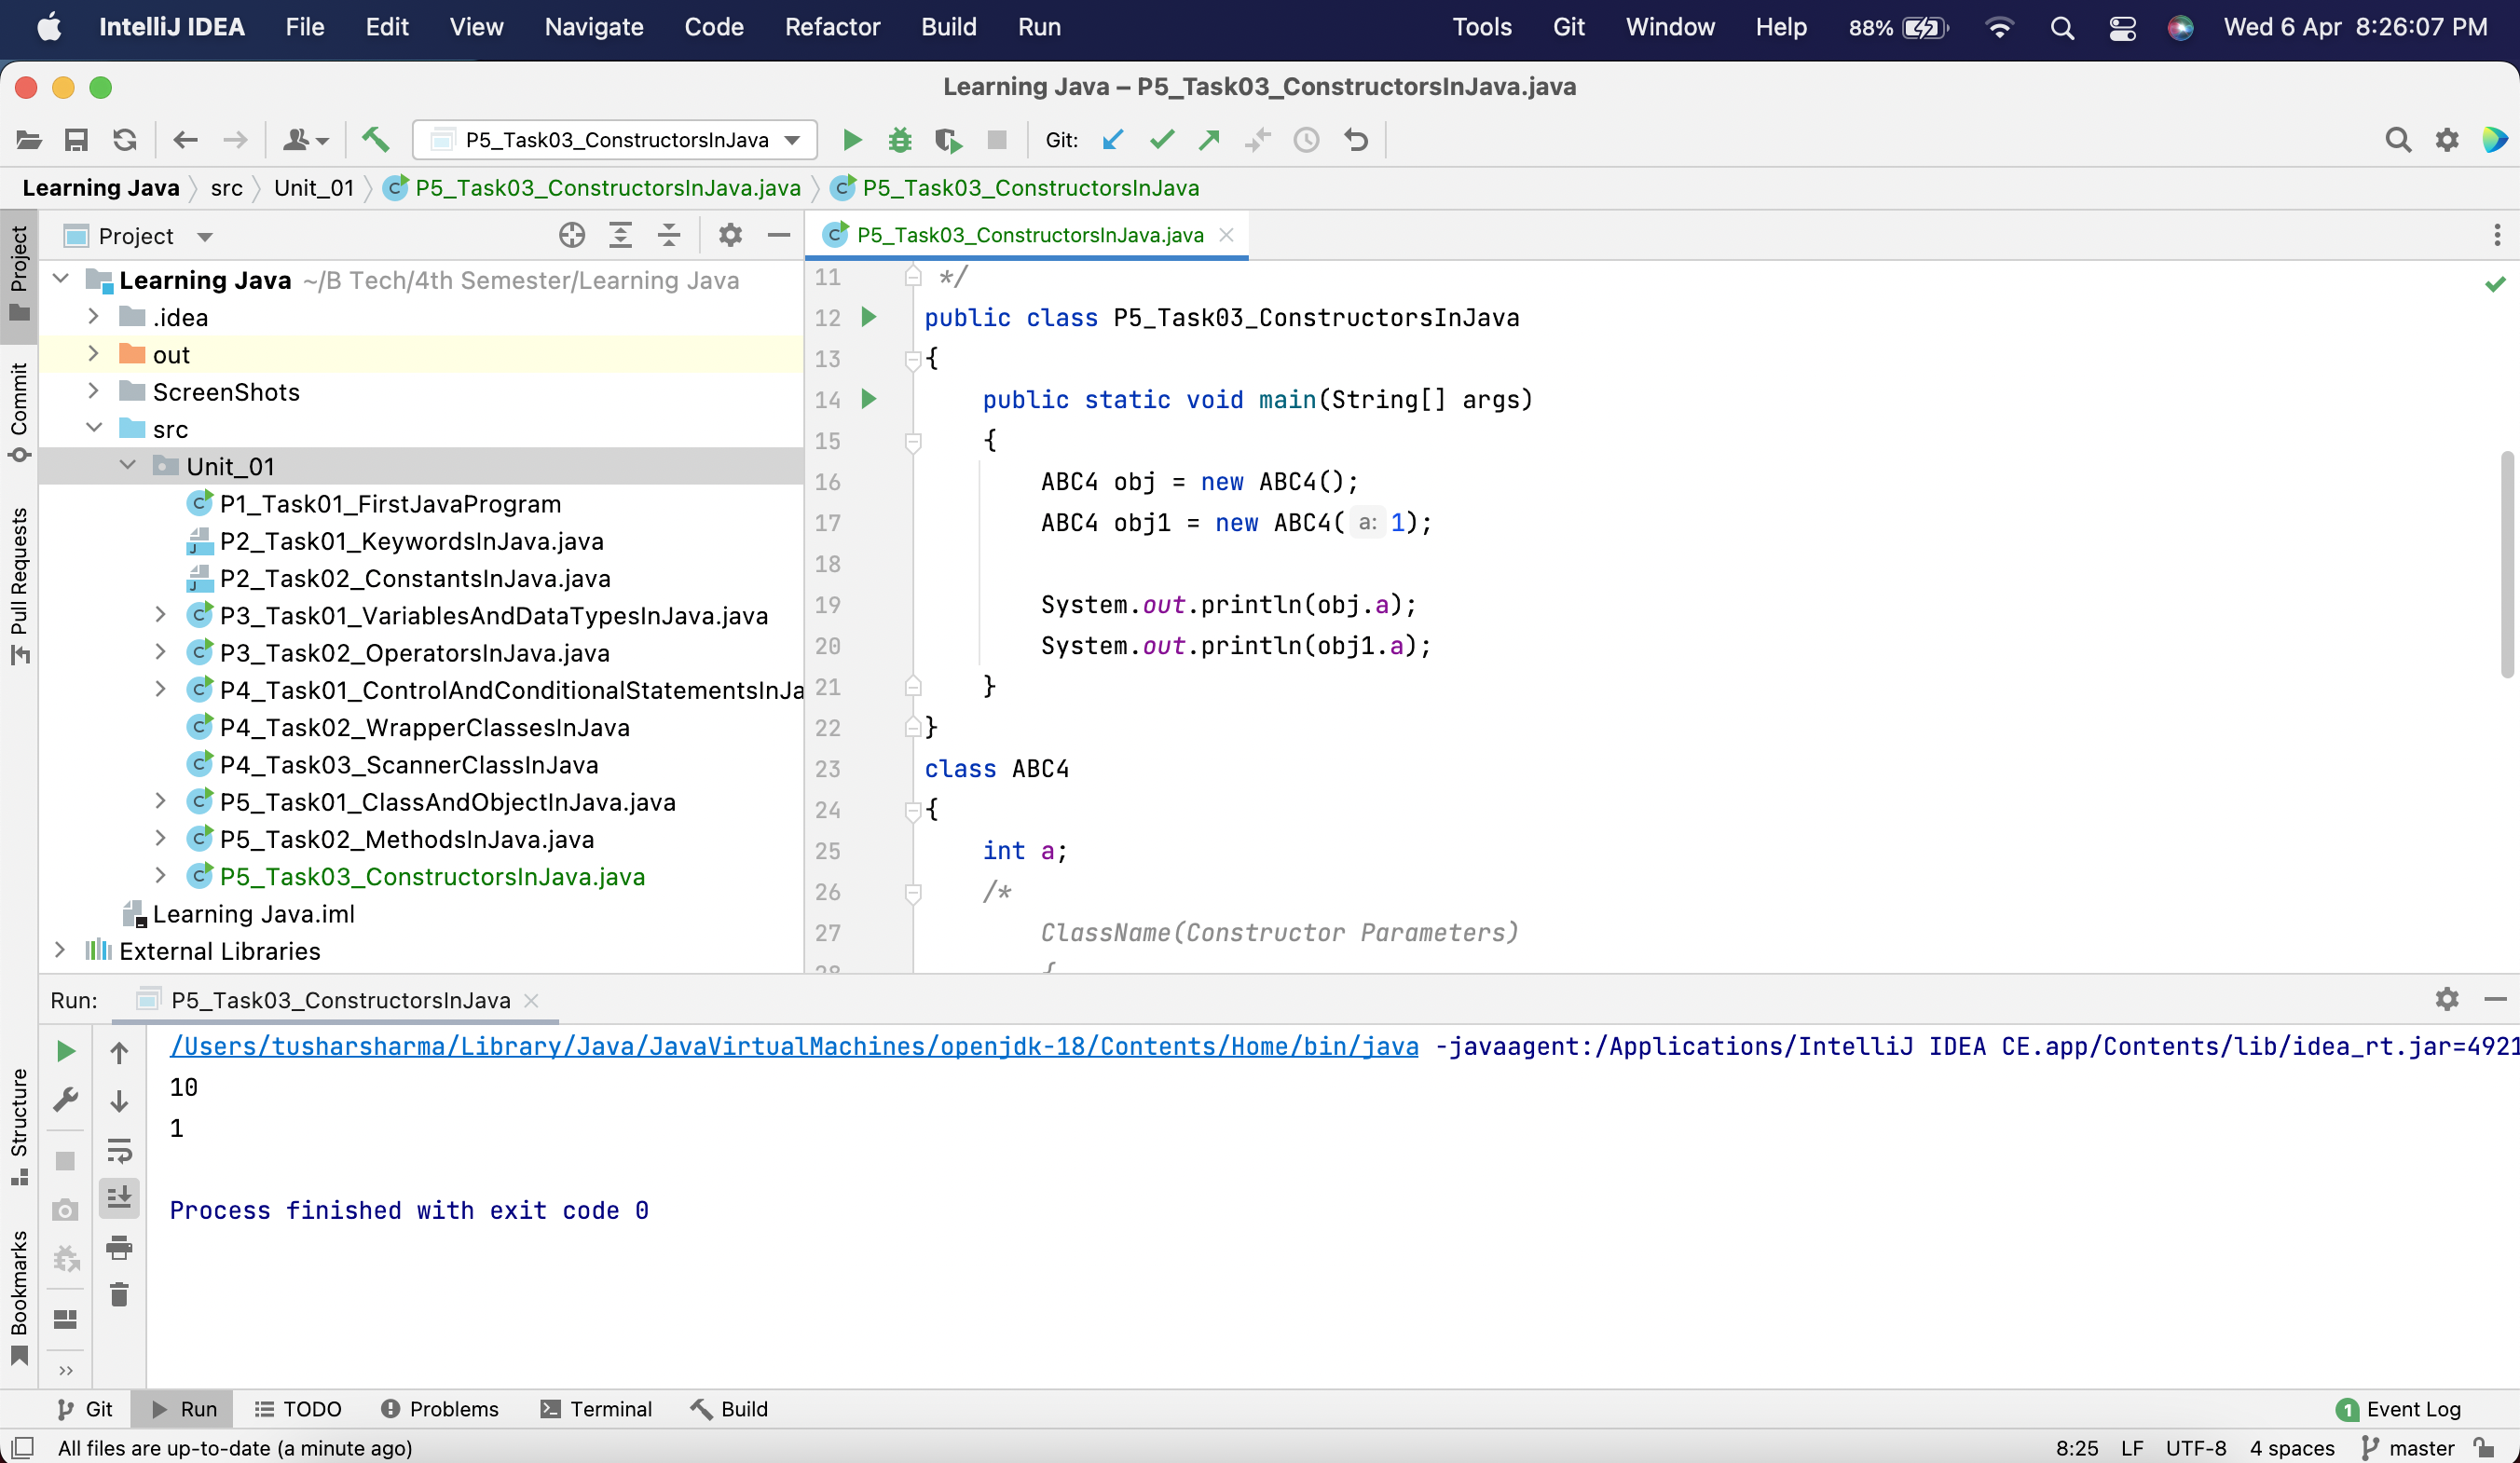 IntelliJ IDEA File Edit View Navigate Code Refactor Build Run Tools Git Window Help 88% Wed 6 Apr 8:26:07 PM
Learning Java – P5_Task03_ConstructorsInJava.java
P5_Task03_ConstructorsInJava Git:
Learning Java src Unit_01 P5_Task03_ConstructorsInJava.java P5_Task03_ConstructorsInJava
Project
Commit
Pull Requests
Structure
Bookmarks
Project
Learning Java ~/B Tech/4th Semester/Learning Java
.idea
out
ScreenShots
src
Unit_01
P1_Task01_FirstJavaProgram
P2_Task01_KeywordsInJava.java
P2_Task02_ConstantsInJava.java
P3_Task01_VariablesAndDataTypesInJava.java
P3_Task02_OperatorsInJava.java
P4_Task01_ControlAndConditionalStatementsInJa
P4_Task02_WrapperClassesInJava
P4_Task03_ScannerClassInJava
P5_Task01_ClassAndObjectInJava.java
P5_Task02_MethodsInJava.java
P5_Task03_ConstructorsInJava.java
Learning Java.iml
External Libraries
P5_Task03_ConstructorsInJava.java
11 */
12 public class P5_Task03_ConstructorsInJava
13 {
14 public static void main(String[] args)
15 {
16 ABC4 obj = new ABC4();
17 ABC4 obj1 = new ABC4( a: 1);
18
19 System.out.println(obj.a);
20 System.out.println(obj1.a);
21 }
22 }
23 class ABC4
24 {
25 int a;
26 /*
27 ClassName(Constructor Parameters)
28 {
Run: P5_Task03_ConstructorsInJava
/Users/tusharsharma/Library/Java/JavaVirtualMachines/openjdk-18/Contents/Home/bin/java -javaagent:/Applications/IntelliJ IDEA CE.app/Contents/lib/idea_rt.jar=4921
10
1
Process finished with exit code 0
Git Run TODO Problems Terminal Build 1 Event Log
All files are up-to-date (a minute ago) 8:25 LF UTF-8 4 spaces master